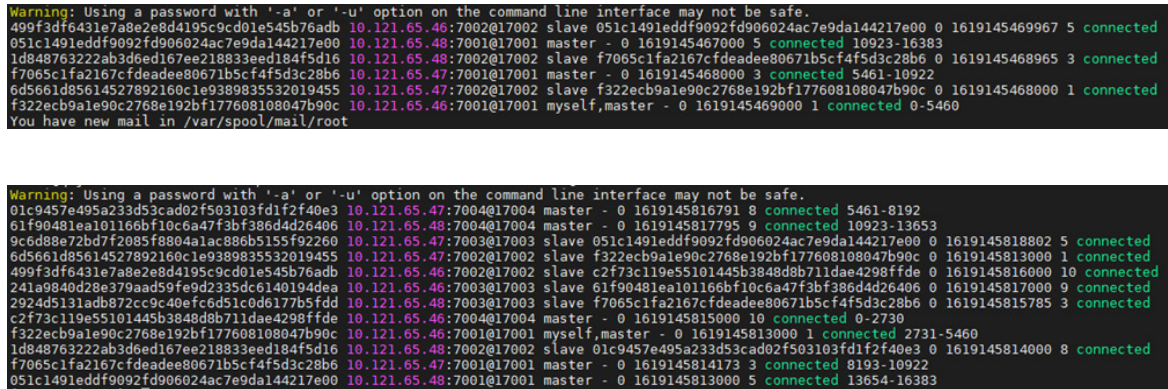 Warning: Using a password with '-a' or '-u' option on the command line interface may not be safe.
499f3df6431e7a8e2e8d4195c9cd01e545b76adb 10.121.65.46:7002@17002 slave 051c1491eddf9092fd906024ac7e9da144217e00 0 1619145469967 5 connected
051c1491eddf9092fd906024ac7e9da144217e00 10.121.65.48:7001@17001 master - 0 1619145467000 5 connected 10923-16383
1d848763222ab3d6ed167ee218833eed184f5d16 10.121.65.48:7002@17002 slave f7065c1fa2167cfdeadee80671b5cf4f5d3c28b6 0 1619145468965 3 connected
f7065c1fa2167cfdeadee80671b5cf4f5d3c28b6 10.121.65.47:7001@17001 master - 0 1619145468000 3 connected 5461-10922
6d5661d85614527892160c1e9389835532019455 10.121.65.47:7002@17002 slave f322ecb9a1e90c2768e192bf177608108047b90c 0 1619145468000 1 connected
f322ecb9a1e90c2768e192bf177608108047b90c 10.121.65.46:7001@17001 myself,master - 0 1619145469000 1 connected 0-5460
You have new mail in /var/spool/mail/root
Warning: Using a password with '-a' or '-u' option on the command line interface may not be safe.
01c9457e495a233d53cad02f503103fd1f2f40e3 10.121.65.47:7004@17004 master - 0 1619145816791 8 connected 5461-8192
61f90481ea101166bf10c6a47f3bf386d4d26406 10.121.65.48:7004@17004 master - 0 1619145817795 9 connected 10923-13653
9c6d88e72bd7f2085f8804a1ac886b5155f92260 10.121.65.47:7003@17003 slave 051c1491eddf9092fd906024ac7e9da144217e00 0 1619145818802 5 connected
6d5661d85614527892160c1e9389835532019455 10.121.65.47:7002@17002 slave f322ecb9a1e90c2768e192bf177608108047b90c 0 1619145813000 1 connected
499f3df6431e7a8e2e8d4195c9cd01e545b76adb 10.121.65.46:7002@17002 slave c2f73c119e55101445b3848d8b711dae4298ffde 0 1619145816000 10 connected
241a9840d28e379aad59fe9d2335dc6140194dea 10.121.65.46:7003@17003 slave 61f90481ea101166bf10c6a47f3bf386d4d26406 0 1619145817000 9 connected
2924d5131adb872cc9c40efc6d51c0d6177b5fdd 10.121.65.48:7003@17003 slave f7065c1fa2167cfdeadee80671b5cf4f5d3c28b6 0 1619145815785 3 connected
c2f73c119e55101445b3848d8b711dae4298ffde 10.121.65.46:7004@17004 master - 0 1619145815000 10 connected 0-2730
f322ecb9a1e90c2768e192bf177608108047b90c 10.121.65.46:7001@17001 myself,master - 0 1619145813000 1 connected 2731-5460
1d848763222ab3d6ed167ee218833eed184f5d16 10.121.65.48:7002@17002 slave 01c9457e495a233d53cad02f503103fd1f2f40e3 0 1619145814000 8 connected
f7065c1fa2167cfdeadee80671b5cf4f5d3c28b6 10.121.65.47:7001@17001 master - 0 1619145814173 3 connected 8193-10922
051c1491eddf9092fd906024ac7e9da144217e00 10.121.65.48:7001@17001 master - 0 1619145813000 5 connected 13654-16383